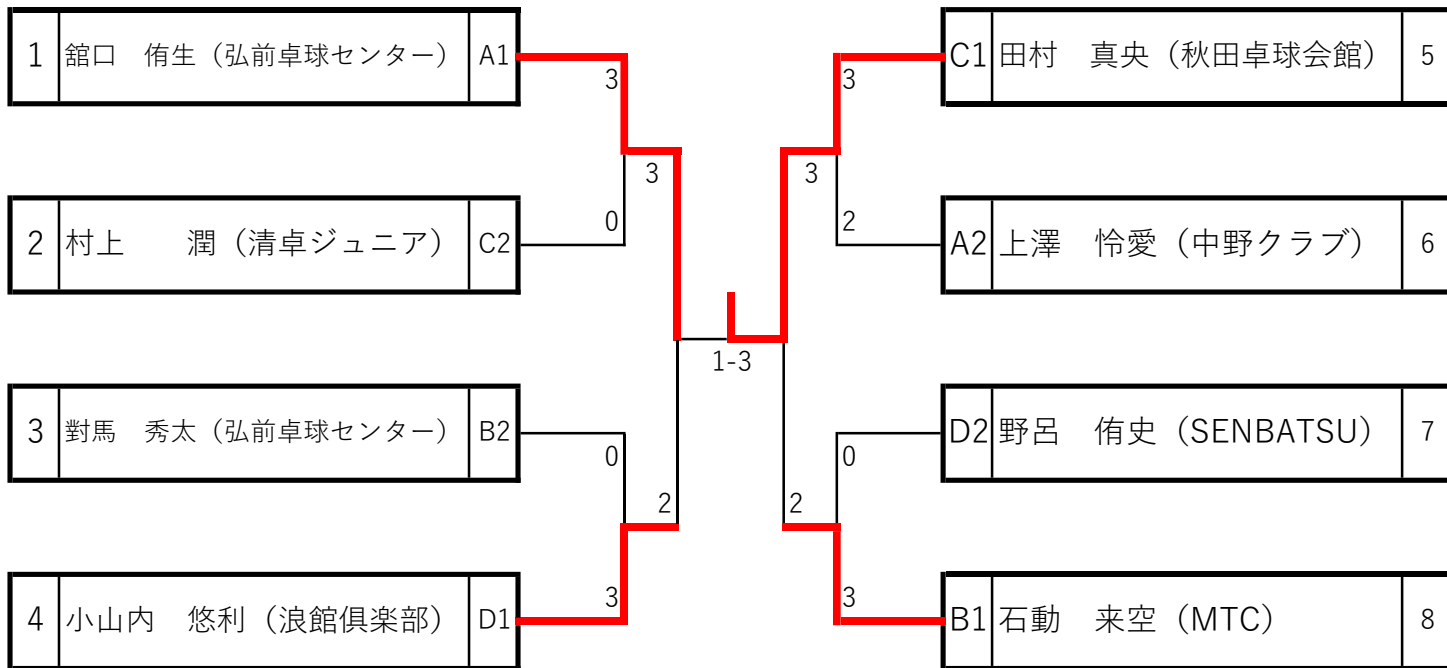 1 舘口　侑生（弘前卓球センター） A1
3
3
0
2 村上　　潤（清卓ジュニア） C2
3 對馬　秀太（弘前卓球センター） B2
0
2
3
4 小山内　悠利（浪館俱楽部） D1
1-3
C1 田村　真央（秋田卓球会館） 5
3
3
2
A2 上澤　怜愛（中野クラブ） 6
D2 野呂　侑史（SENBATSU） 7
0
2
3
B1 石動　来空（MTC） 8